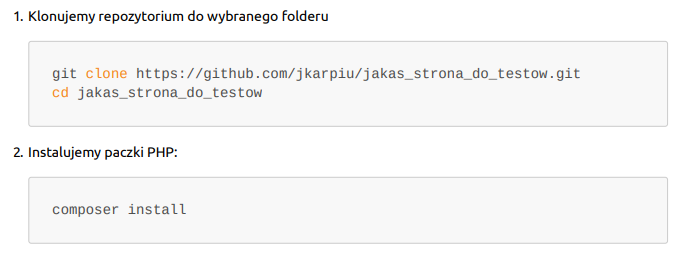 1. Klonujemy repozytorium do wybranego folderu
git clone https://github.com/jkarpiu/jakas_strona_do_testow.git
cd jakas_strona_do_testow
2. Instalujemy paczki PHP:
composer install